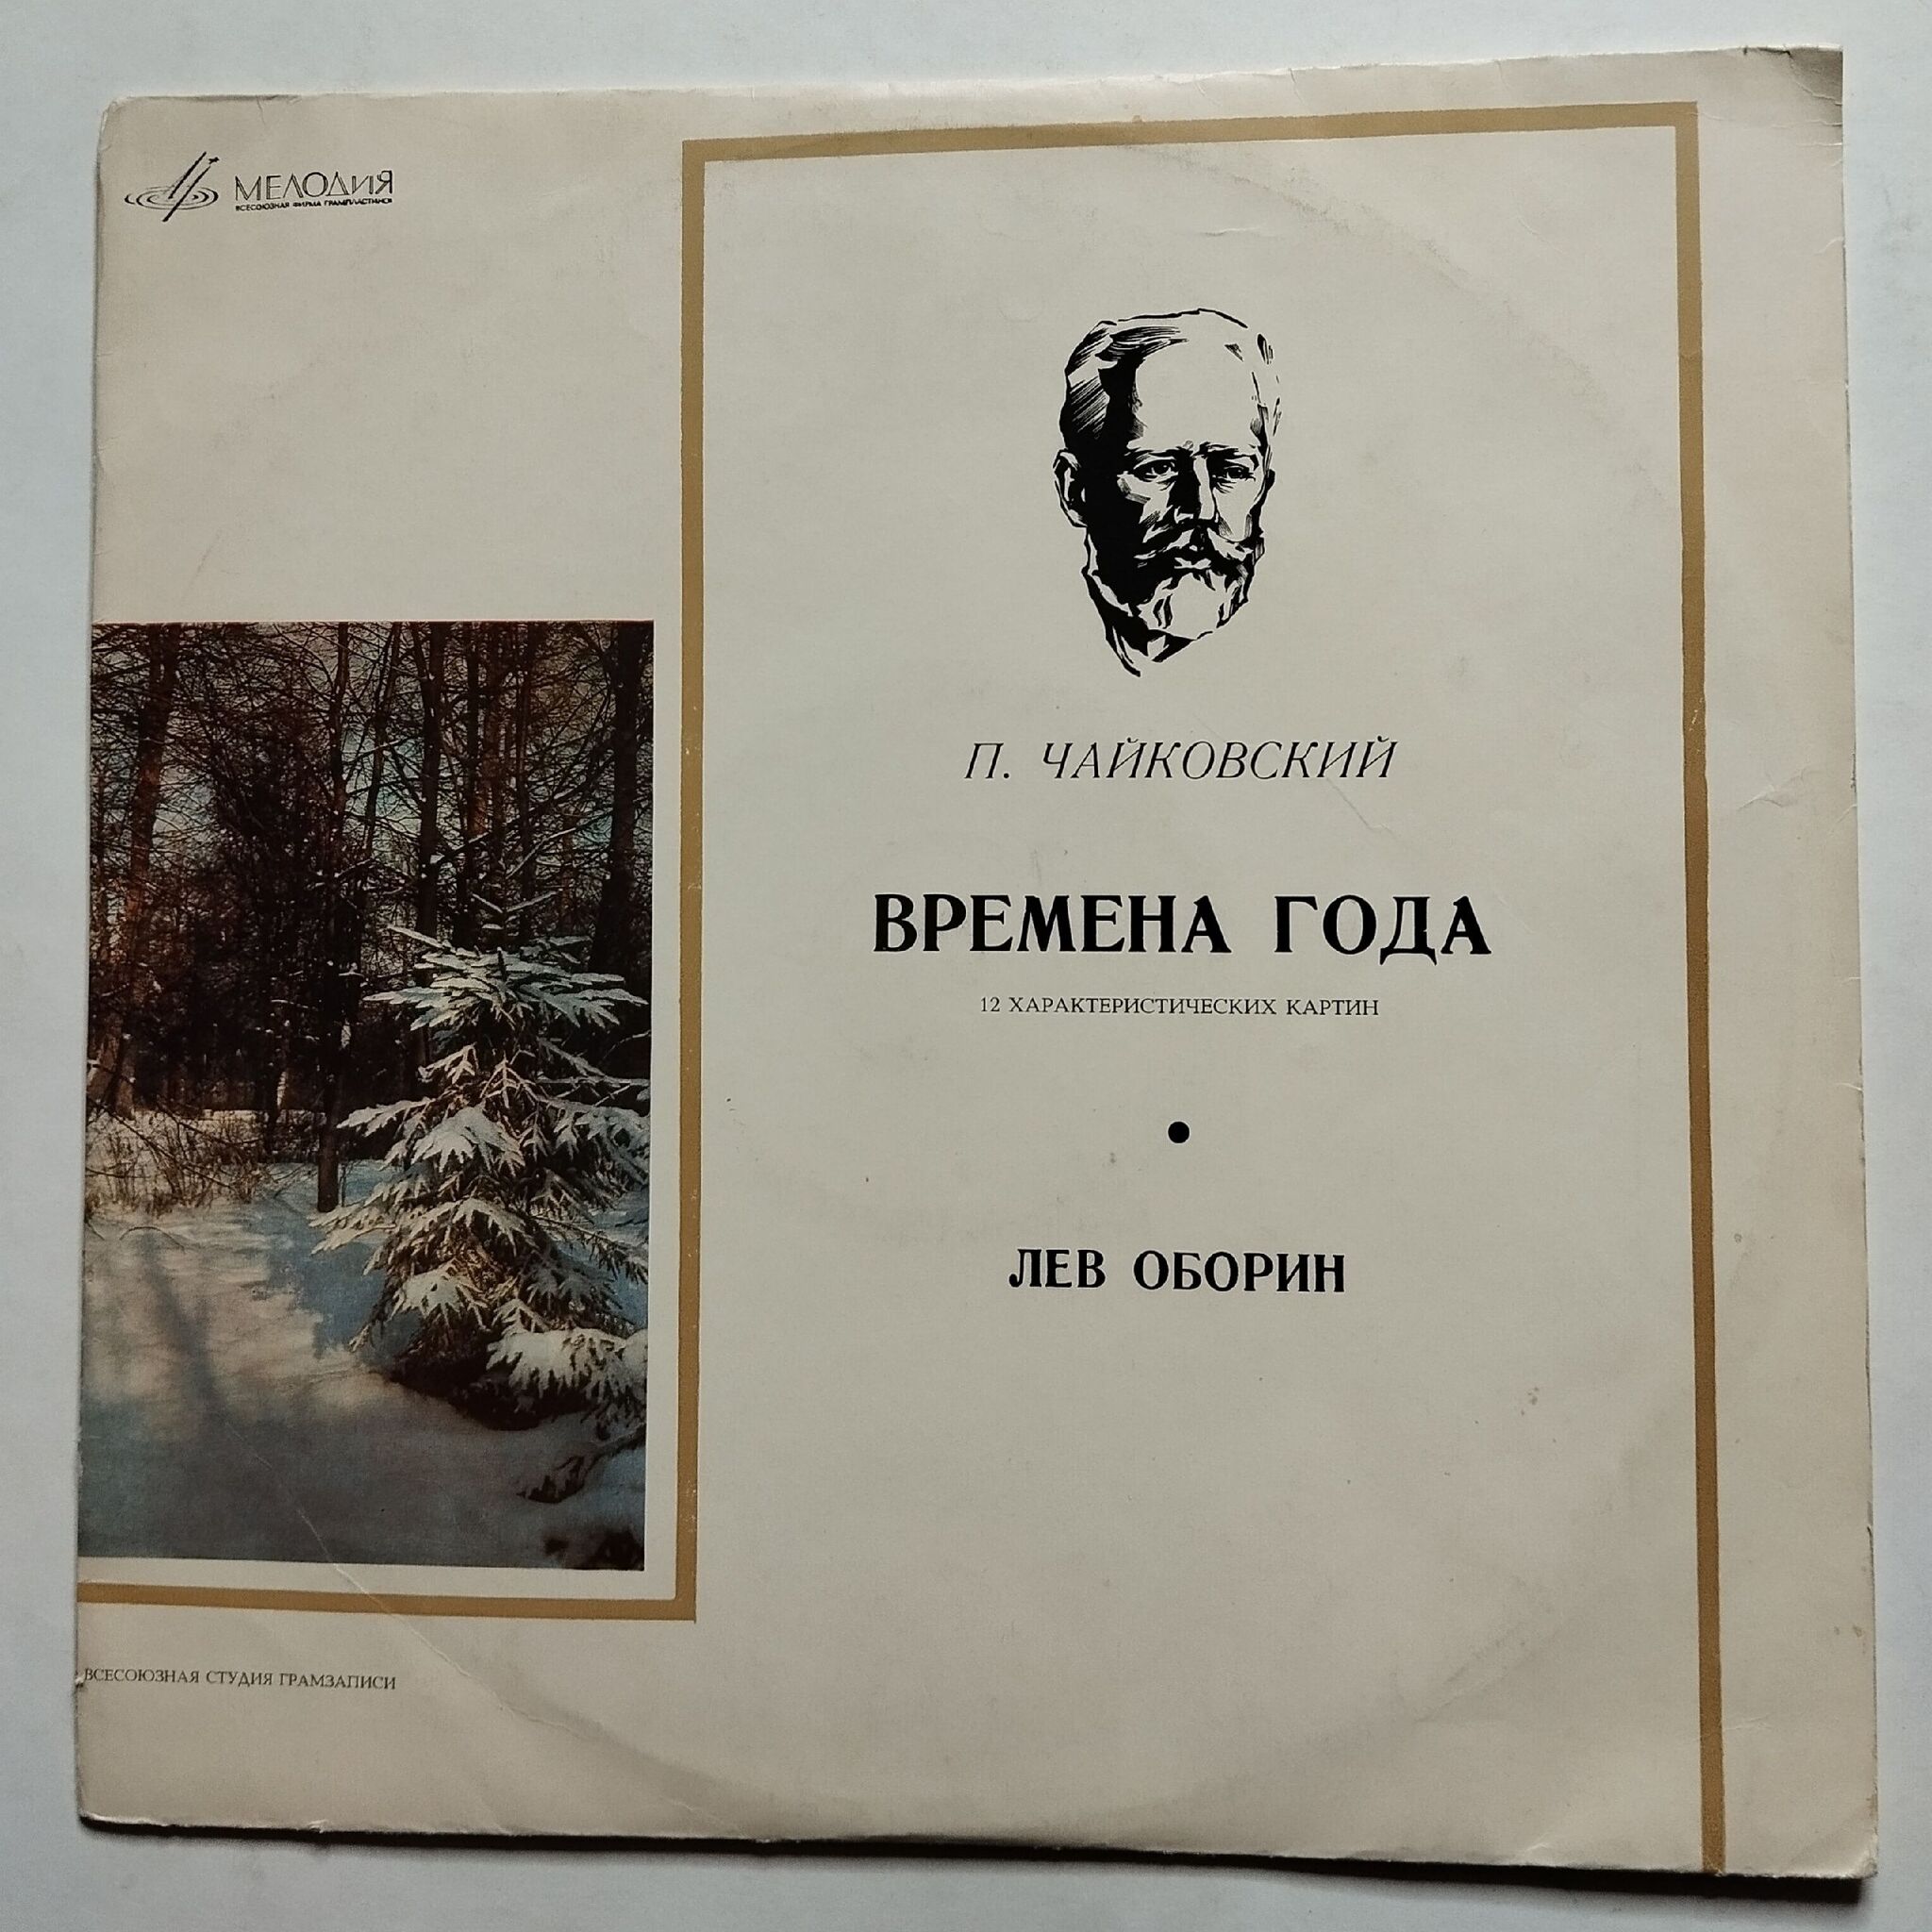 МЕЛОДИЯ
ВСЕСОЮЗНАЯ ФИРМА ГРАМПЛАСТИНОК
П. ЧАЙКОВСКИЙ
ВРЕМЕНА ГОДА
12 ХАРАКТЕРИСТИЧЕСКИХ КАРТИН
ЛЕВ ОБОРИН
ВСЕСОЮЗНАЯ СТУДИЯ ГРАМЗАПИСИ